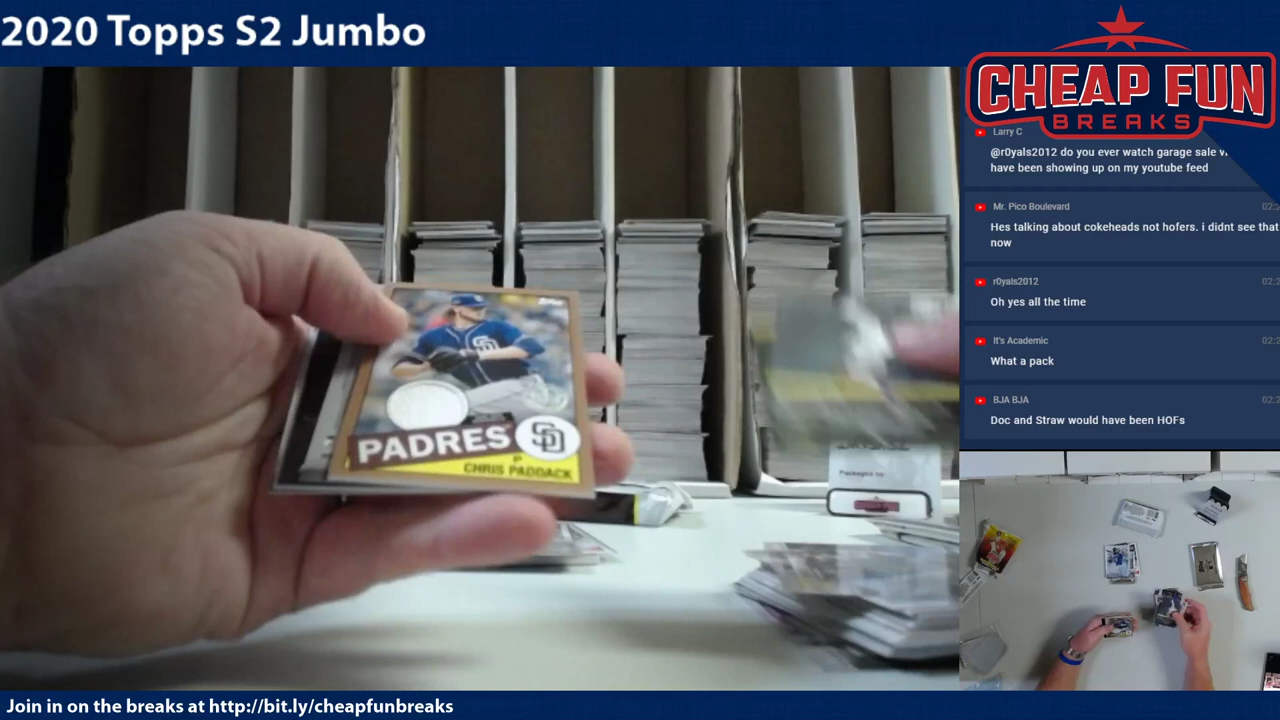 2020 Topps S2 Jumbo
CHEAP FUN
BREAKS
Larry C
@r0yals2012 do you ever watch garage sale
have been showing up on my youtube feed
Mr. Pico Boulevard
Hes talking about cokeheads not hofers. i didnt see that
now
r0yals2012
Oh yes all the time
It's Academic
What a pack
BJA BJA
Doc and Straw would have been HOFs
topps
SD
PADRES
SD
P
CHRIS PADDACK
Join in on the breaks at http://bit.ly/cheapfunbreaks